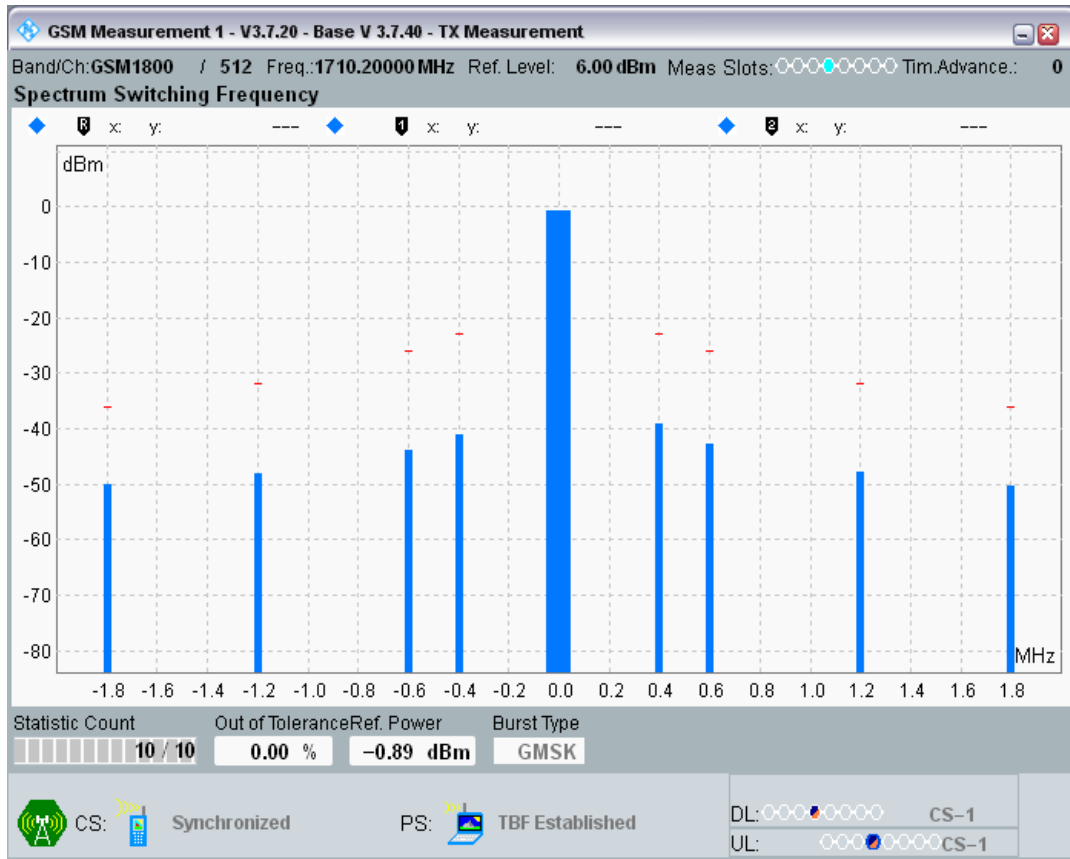 GSM Measurement 1 - V3.7.20 - Base V 3.7.40 - TX Measurement
Band/Ch:GSM1800 / 512 Freq.:1710.20000 MHz Ref. Level: 6.00 dBm Meas Slots: Tim.Advance.: 0
Spectrum Switching Frequency
R x: y: --- 1 x: y: --- 2 x: y: ---
dBm
0
-10
-20
-30
-40
-50
-60
-70
-80
MHz
-1.8 -1.6 -1.4 -1.2 -1.0 -0.8 -0.6 -0.4 -0.2 0.0 0.2 0.4 0.6 0.8 1.0 1.2 1.4 1.6 1.8
Statistic Count Out of Tolerance Ref. Power Burst Type
10 / 10 0.00 % −0.89 dBm GMSK
CS: Synchronized PS: TBF Established
DL: CS−1
UL: CS−1